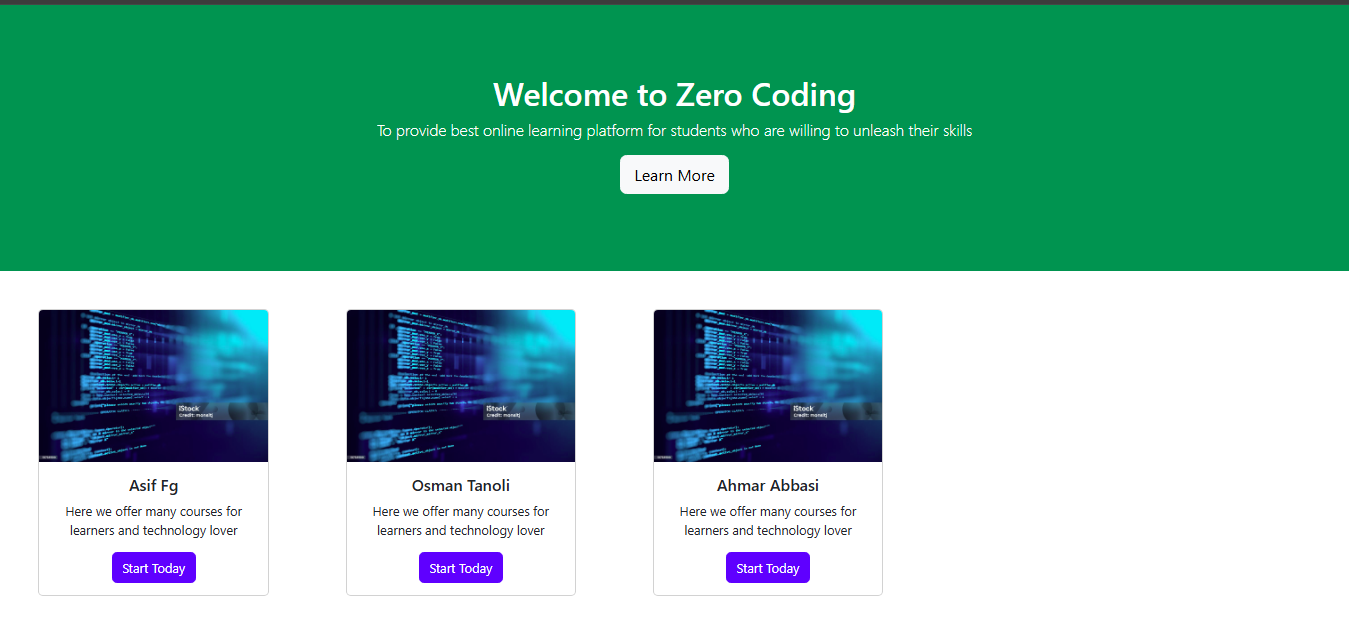 Welcome to Zero Coding
To provide best online learning platform for students who are willing to unleash their skills
Learn More
iStock
Credit: monsitj
iStock
Credit: monsitj
iStock
Credit: monsitj
Asif Fg
Osman Tanoli
Ahmar Abbasi
Here we offer many courses for
learners and technology lover
Here we offer many courses for
learners and technology lover
Here we offer many courses for
learners and technology lover
Start Today
Start Today
Start Today